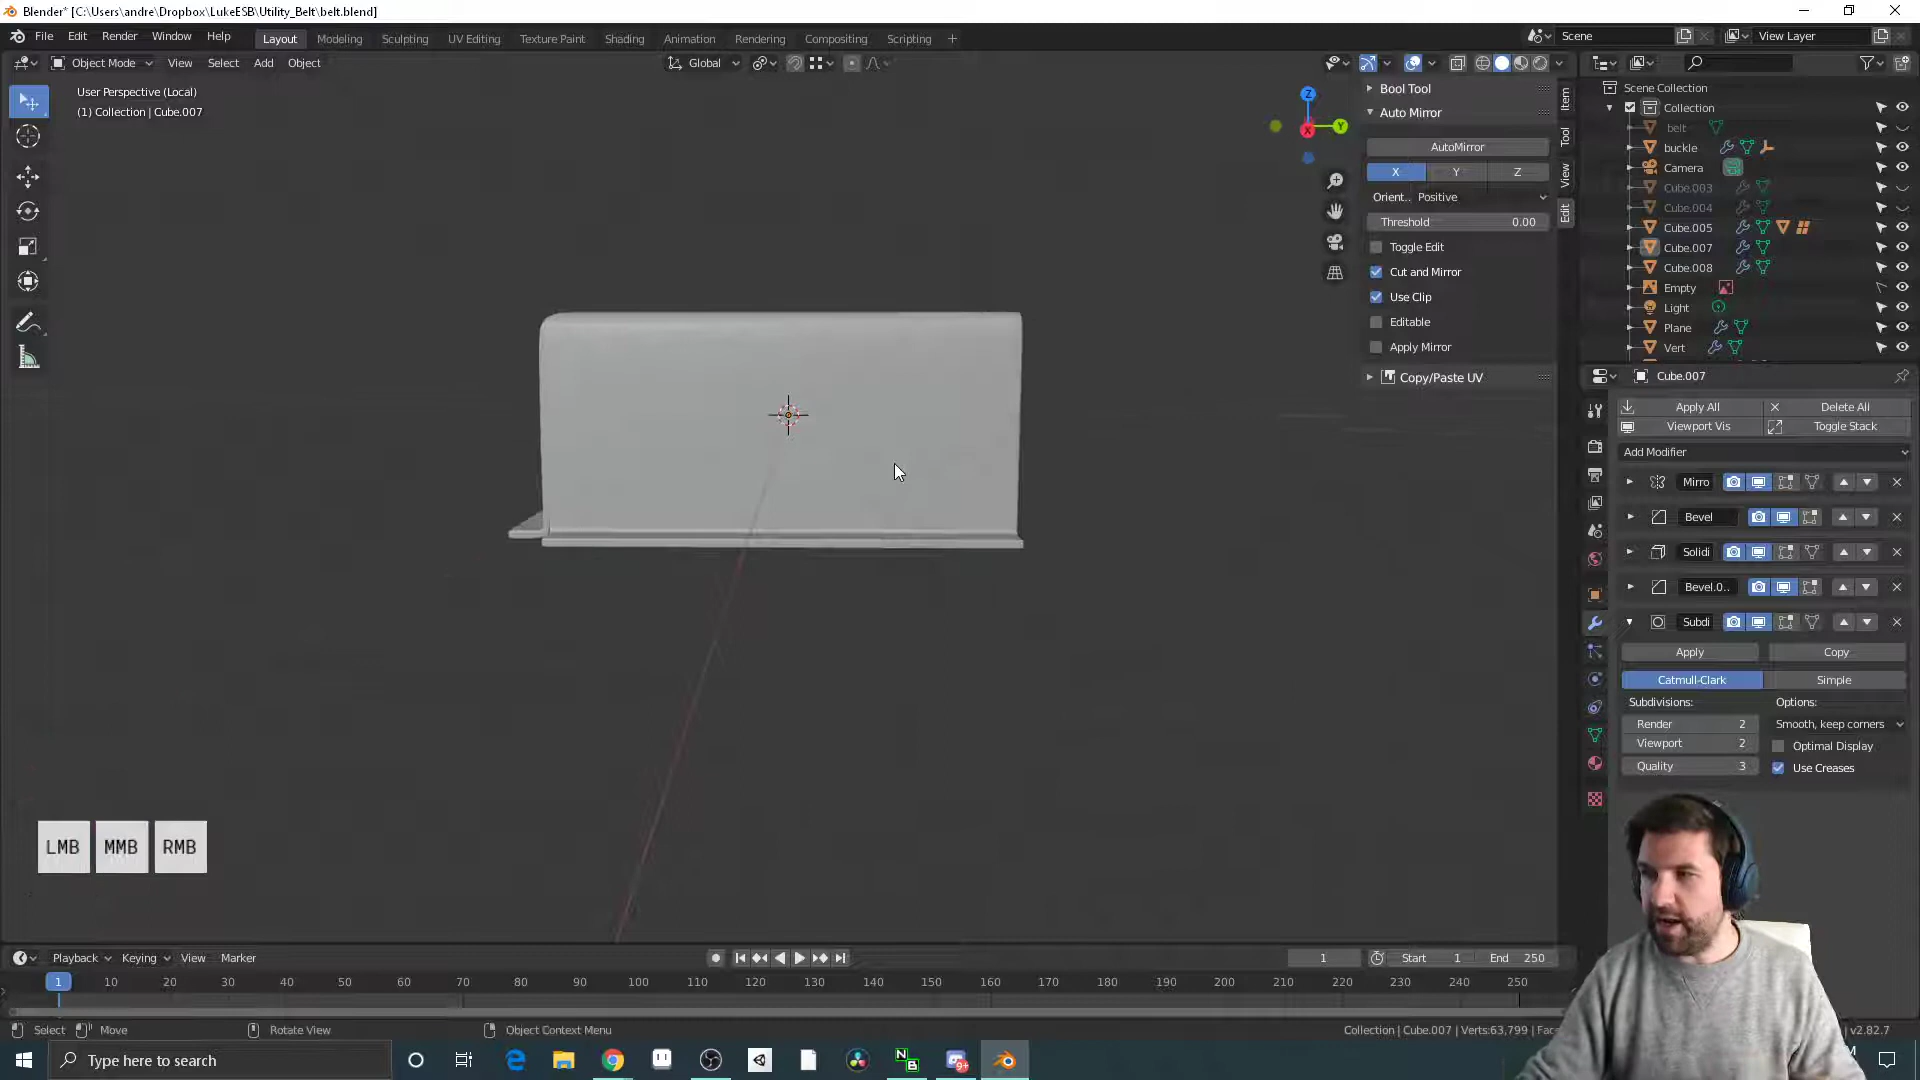 Blender* [C:\Users\andre\Dropbox\LukeESB\Utility_Belt\belt.blend]
File Edit Render Window Help
Layout Modeling Sculpting UV Editing Texture Paint Shading Animation Rendering Compositing Scripting +
Scene
View Layer
Object Mode View Select Add Object
Global
User Perspective (Local)
(1) Collection | Cube.007
Z
Y
X
Bool Tool
Auto Mirror
AutoMirror
X Y Z
Orient.. Positive
Threshold 0.00
Toggle Edit
Cut and Mirror
Use Clip
Editable
Apply Mirror
Copy/Paste UV
Item
Tool
View
Edit
Scene Collection
Collection
belt
buckle
Camera
Cube.003
Cube.004
Cube.005
Cube.007
Cube.008
Empty
Light
Plane
Vert
Cube.007
Apply All Delete All
Viewport Vis Toggle Stack
Add Modifier
Mirro
Bevel
Solidi
Bevel.0..
Subdi
Apply Copy
Catmull-Clark Simple
Subdivisions: Options:
Render 2 Smooth, keep corners
Viewport 2 Optimal Display
Quality 3 Use Creases
LMB MMB RMB
Playback Keying View Marker
1 Start 1 End 250
1 10 20 30 40 50 60 70 80 90 100 110 120 130 140 150 160 170 180 190 200 210 220 230 240 250
Select Move Rotate View Object Context Menu
Collection | Cube.007 | Verts:63,799 | Fac
v2.82.7
Type here to search
N
B
9+
M